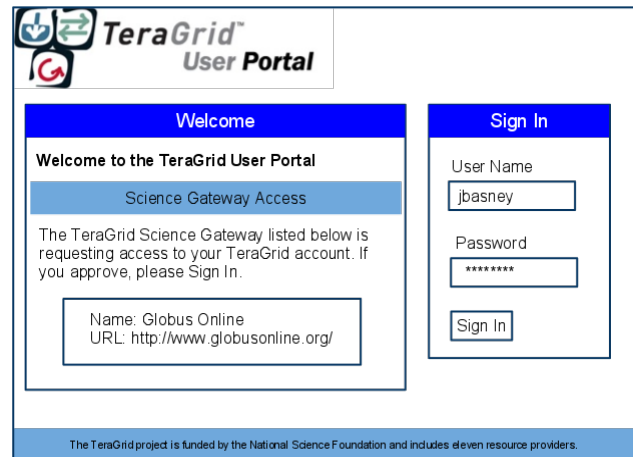 TeraGrid™
User Portal
Welcome
Welcome to the TeraGrid User Portal
Science Gateway Access
The TeraGrid Science Gateway listed below is
requesting access to your TeraGrid account. If
you approve, please Sign In.
Name: Globus Online
URL: http://www.globusonline.org/
Sign In
User Name
jbasney
Password
********
Sign In
The TeraGrid project is funded by the National Science Foundation and includes eleven resource providers.